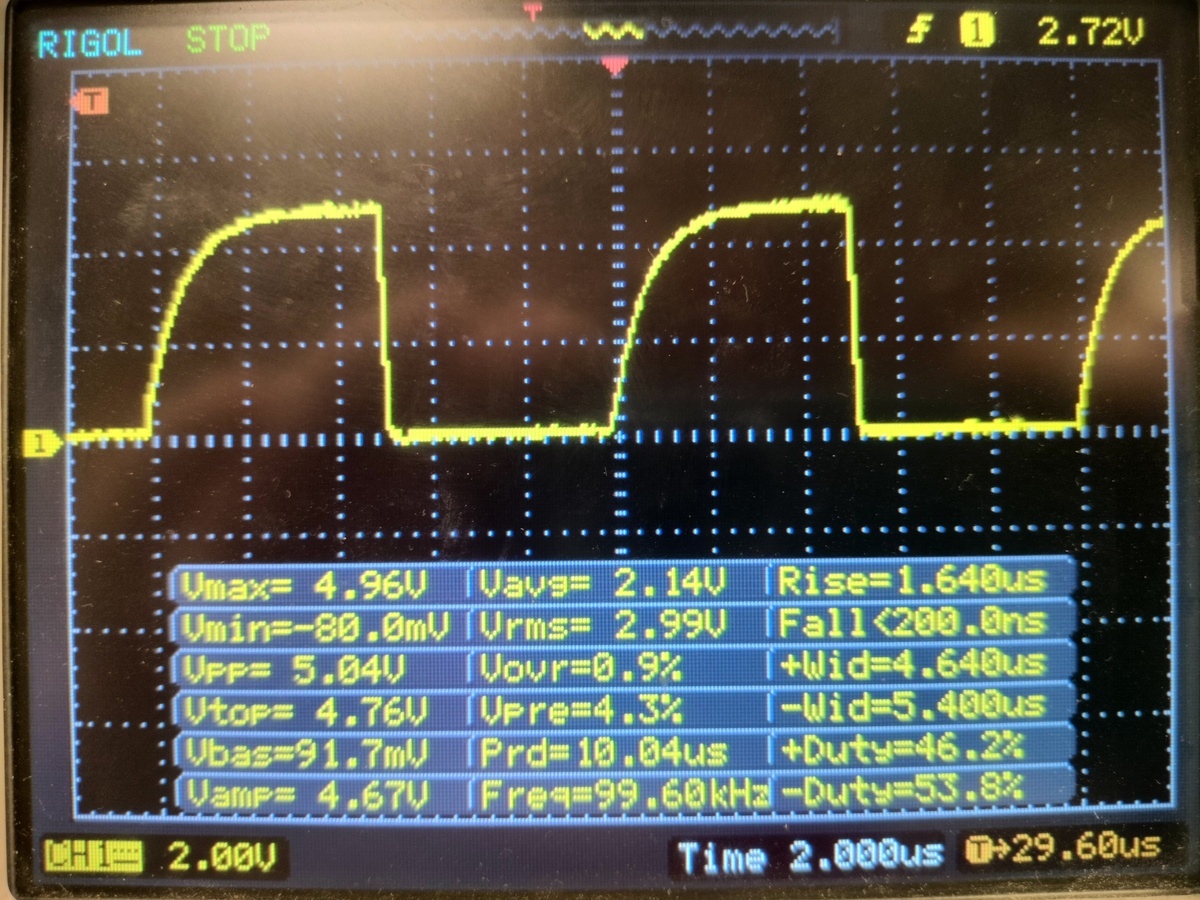 RIGOL STOP 1 2.72V
T
T
1
Vmax= 4.96V Vavg= 2.14V Rise=1.640us
Vmin=-80.0mV Vrms= 2.99V Fall<200.0ns
Vpp= 5.04V Vovr=0.9% +Wid=4.640us
Vtop= 4.76V Vpre=4.3% -Wid=5.400us
Vbas=91.7mV Prd=10.04us +Duty=46.2%
Vamp= 4.67V Freq=99.60kHz -Duty=53.8%
CH1 2.00V Time 2.000us T→29.60us